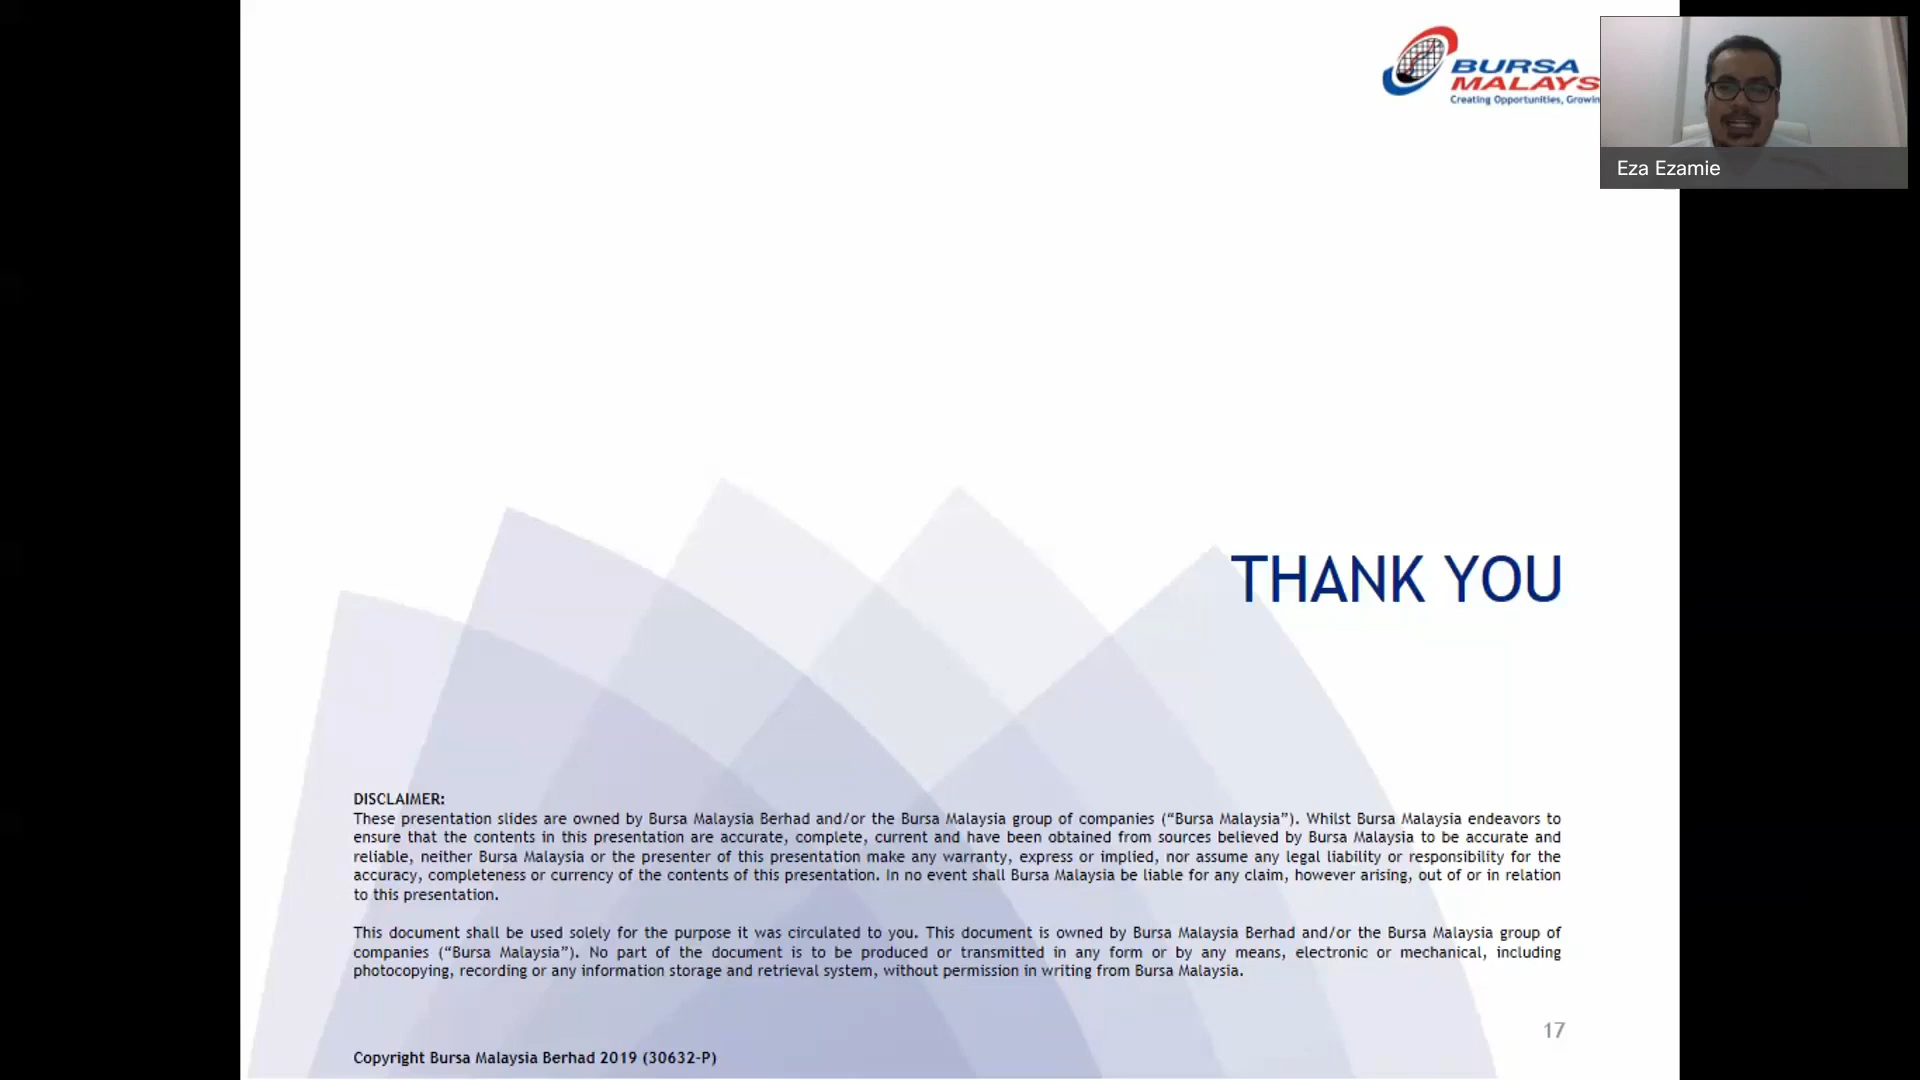 BURSA
MALAYS
Creating Opportunities, Growin
Eza Ezamie
THANK YOU
DISCLAIMER:
These presentation slides are owned by Bursa Malaysia Berhad and/or the Bursa Malaysia group of companies (“Bursa Malaysia”). Whilst Bursa Malaysia endeavors to
ensure that the contents in this presentation are accurate, complete, current and have been obtained from sources believed by Bursa Malaysia to be accurate and
reliable, neither Bursa Malaysia or the presenter of this presentation make any warranty, express or implied, nor assume any legal liability or responsibility for the
accuracy, completeness or currency of the contents of this presentation. In no event shall Bursa Malaysia be liable for any claim, however arising, out of or in relation
to this presentation.
This document shall be used solely for the purpose it was circulated to you. This document is owned by Bursa Malaysia Berhad and/or the Bursa Malaysia group of
companies (“Bursa Malaysia”). No part of the document is to be produced or transmitted in any form or by any means, electronic or mechanical, including
photocopying, recording or any information storage and retrieval system, without permission in writing from Bursa Malaysia.
17
Copyright Bursa Malaysia Berhad 2019 (30632-P)